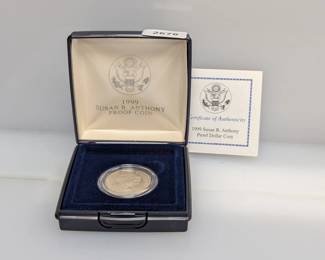 2676
1999
SUSAN B. ANTHONY
PROOF COIN
Certificate of Authenticity
1999 Susan B. Anthony
Proof Dollar Coin